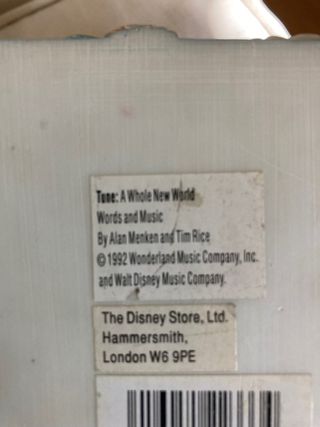 Tune: A Whole New World
Words and Music
By Alan Menken and Tim Rice
© 1992 Wonderland Music Company, Inc.
and Walt Disney Music Company.
The Disney Store, Ltd.
Hammersmith,
London W6 9PE